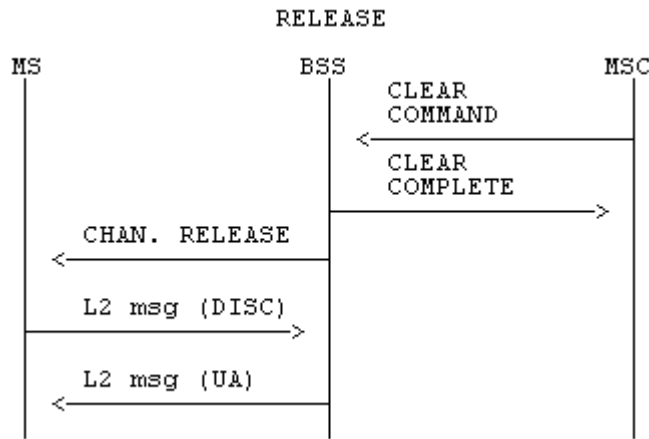 RELEASE
MS BSS MSC
CLEAR
COMMAND
CLEAR
COMPLETE
CHAN. RELEASE
L2 msg (DISC)
L2 msg (UA)